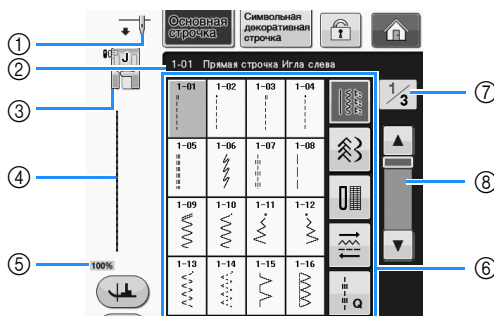 Основная строчка
Символьная декоративная строчка
①
②
③
④
⑤
⑥
⑦
⑧
J
1-01 Прямая строчка Игла слева
1/3
1-01 1-02 1-03 1-04
1-05 1-06 1-07 1-08
1-09 1-10 1-11 1-12
1-13 1-14 1-15 1-16
Q
100%